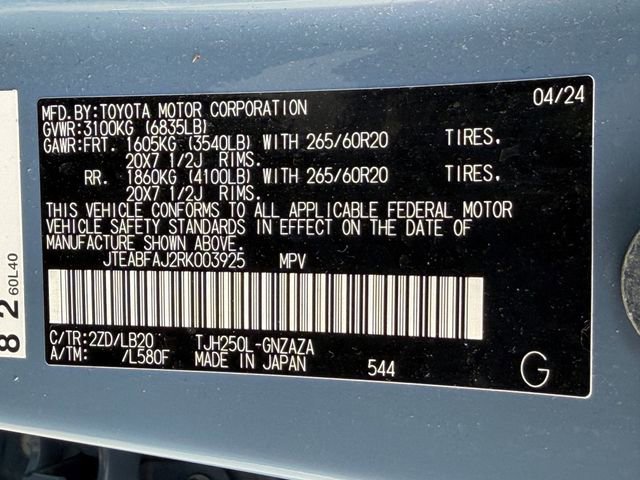 MFD. BY: TOYOTA MOTOR CORPORATION 04/24
GVWR: 3100KG (6835LB)
GAWR: FRT. 1605KG (3540LB) WITH 265/60R20 TIRES.
20X7 1/2J RIMS.
RR. 1860KG (4100LB) WITH 265/60R20 TIRES.
20X7 1/2J RIMS.
THIS VEHICLE CONFORMS TO ALL APPLICABLE FEDERAL MOTOR
VEHICLE SAFETY STANDARDS IN EFFECT ON THE DATE OF
MANUFACTURE SHOWN ABOVE.
JTEABFAJ2RK003925 MPV
C/TR: 2ZD/LB20 TJH250L-GNZAZA
A/TM: /L580F MADE IN JAPAN 544 G
82
60L40